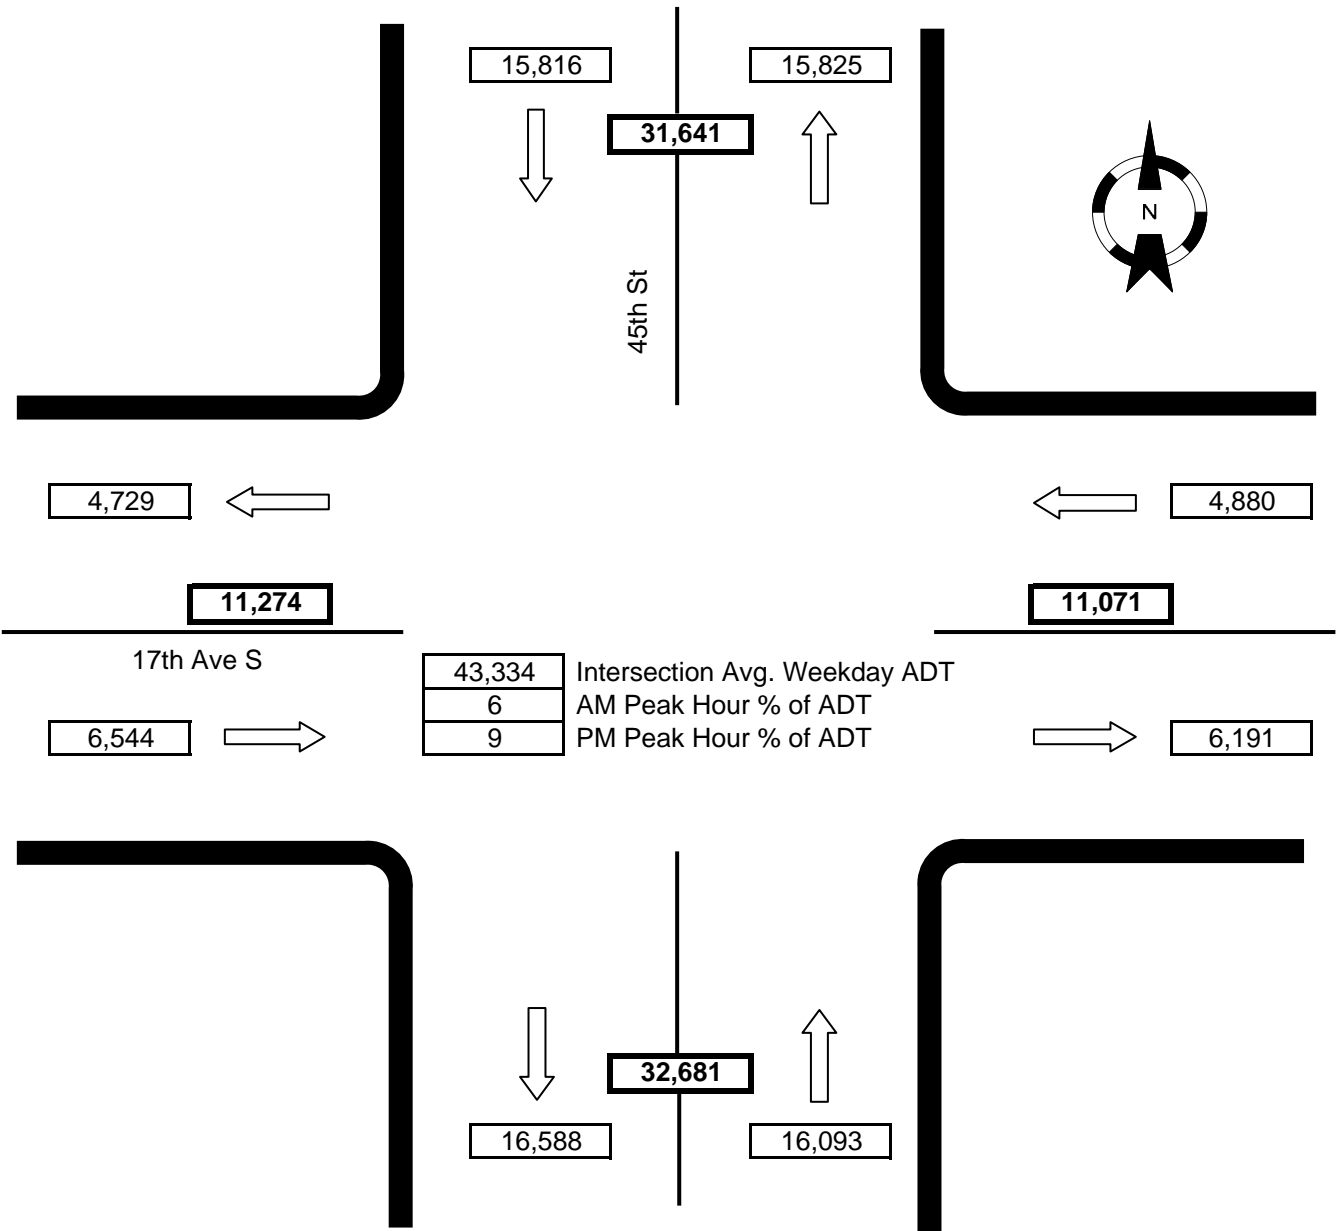 15,816
15,825
31,641
N
45th St
4,729
4,880
11,274
11,071
17th Ave S
43,334 Intersection Avg. Weekday ADT
6 AM Peak Hour % of ADT
9 PM Peak Hour % of ADT
6,544
6,191
32,681
16,588
16,093